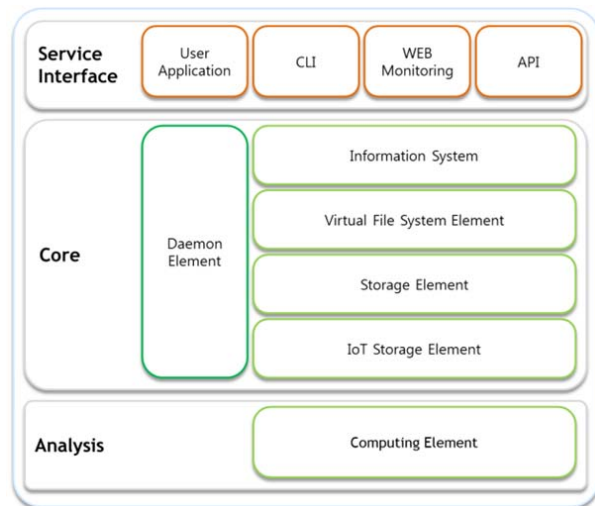 Service
Interface
User
Application
CLI
WEB
Monitoring
API
Core
Daemon
Element
Information System
Virtual File System Element
Storage Element
IoT Storage Element
Analysis
Computing Element